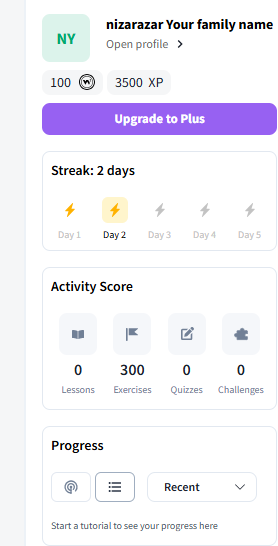 NY
nizarazar Your family name
Open profile
100
3500 XP
Upgrade to Plus
Streak: 2 days
Day 1 Day 2 Day 3 Day 4 Day 5
Activity Score
0 300 0 0
Lessons Exercises Quizzes Challenges
Progress
Recent
Start a tutorial to see your progress here